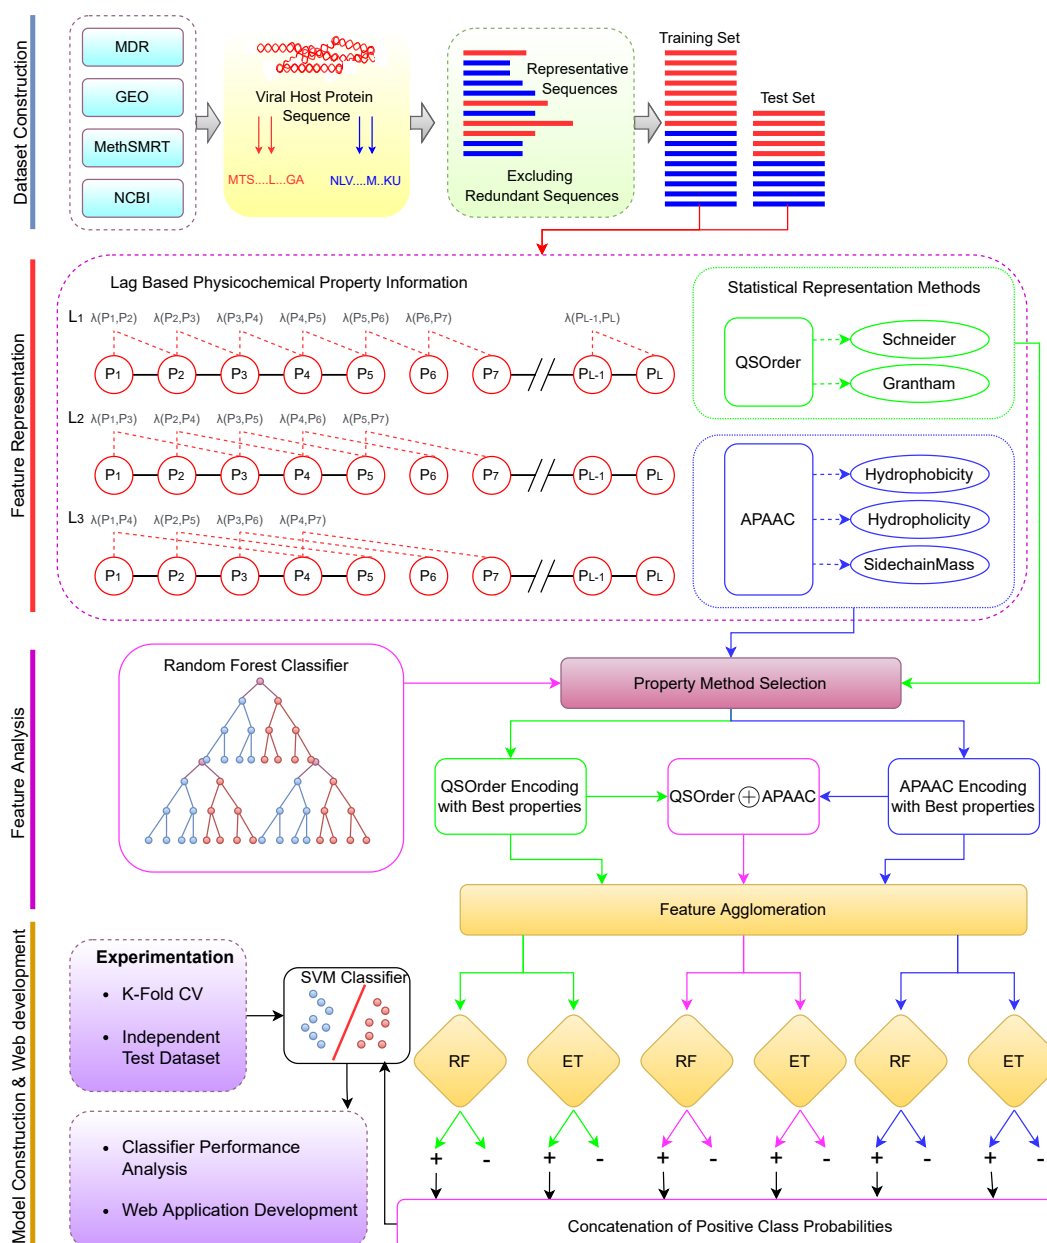 Dataset Construction
MDR
GEO
MethSMRT
NCBI
Viral Host Protein
Sequence
MTS....L...GA
NLV....M..KU
Representative
Sequences
Excluding
Redundant Sequences
Training Set
Test Set
Feature Representation
Lag Based Physicochemical Property Information
L1
λ(P1,P2)
λ(P2,P3)
λ(P3,P4)
λ(P4,P5)
λ(P5,P6)
λ(P6,P7)
λ(PL-1,PL)
P1
P2
P3
P4
P5
P6
P7
PL-1
PL
L2
λ(P1,P3)
λ(P2,P4)
λ(P3,P5)
λ(P4,P6)
λ(P5,P7)
P1
P2
P3
P4
P5
P6
P7
PL-1
PL
L3
λ(P1,P4)
λ(P2,P5)
λ(P3,P6)
λ(P4,P7)
P1
P2
P3
P4
P5
P6
P7
PL-1
PL
Statistical Representation Methods
QSOrder
Schneider
Grantham
APAAC
Hydrophobicity
Hydropholicity
SidechainMass
Feature Analysis
Random Forest Classifier
Property Method Selection
QSOrder Encoding
with Best properties
QSOrder + APAAC
APAAC Encoding
with Best properties
Feature Agglomeration
Model Construction & Web development
Experimentation
• K-Fold CV
• Independent
Test Dataset
SVM Classifier
• Classifier Performance
Analysis
• Web Application Development
RF
ET
RF
ET
RF
ET
+ -
+ -
+ -
+ -
+ -
+ -
Concatenation of Positive Class Probabilities